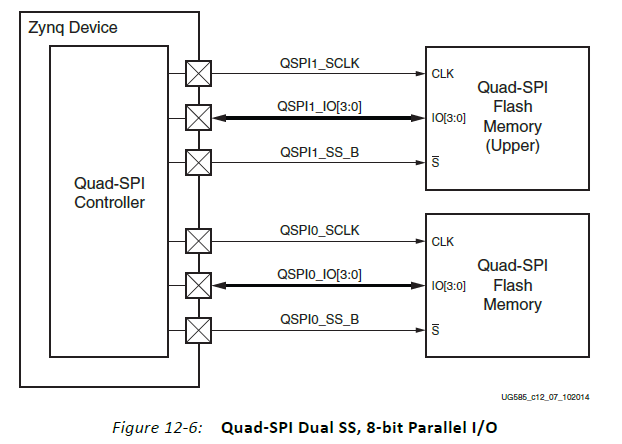 Zynq Device
Quad-SPI
Controller
QSPI1_SCLK
QSPI1_IO[3:0]
QSPI1_SS_B
QSPI0_SCLK
QSPI0_IO[3:0]
QSPI0_SS_B
CLK
IO[3:0]
S̅
Quad-SPI
Flash
Memory
(Upper)
CLK
IO[3:0]
S̅
Quad-SPI
Flash
Memory
UG585_c12_07_102014
Figure 12-6: Quad-SPI Dual SS, 8-bit Parallel I/O